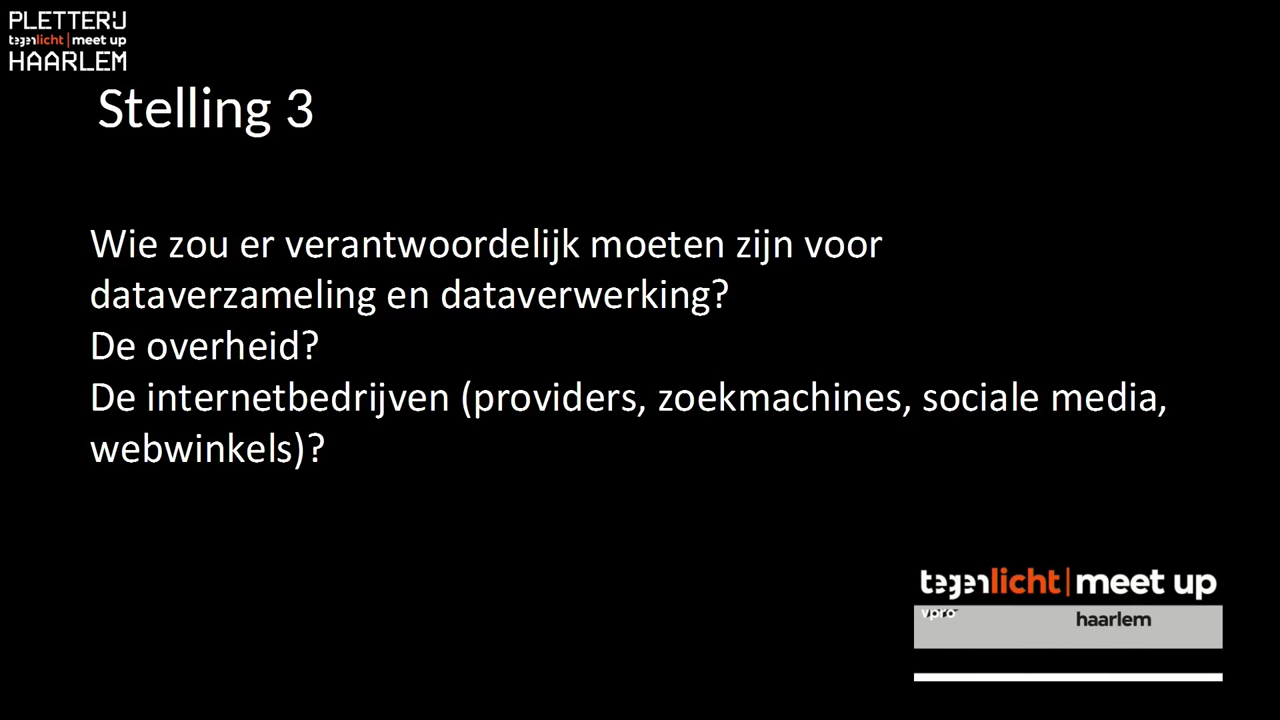 PLETTERIJ
tegenlicht | meet up
HAARLEM
Stelling 3
Wie zou er verantwoordelijk moeten zijn voor
dataverzameling en dataverwerking?
De overheid?
De internetbedrijven (providers, zoekmachines, sociale media,
webwinkels)?
tegenlicht | meet up
vpro
haarlem